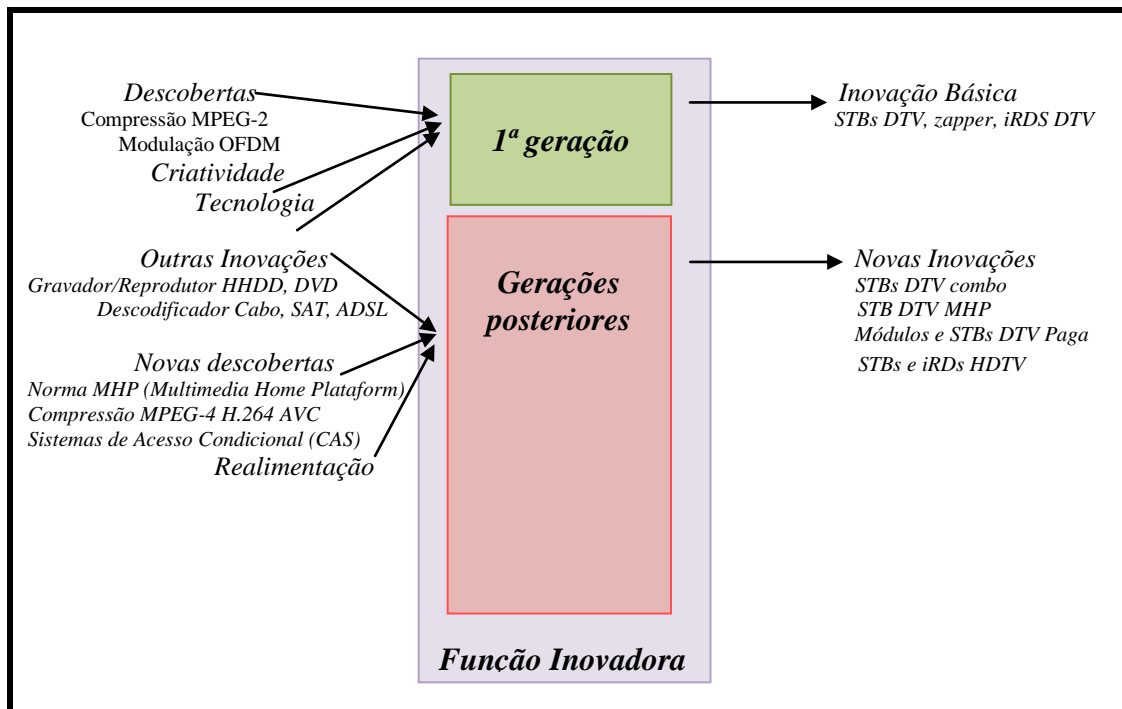 Descobertas
Compressão MPEG-2
Modulação OFDM
Criatividade
Tecnologia
Outras Inovações
Gravador/Reprodutor HHDD, DVD
Descodificador Cabo, SAT, ADSL
Novas descobertas
Norma MHP (Multimedia Home Plataform)
Compressão MPEG-4 H.264 AVC
Sistemas de Acesso Condicional (CAS)
Realimentação
1ª geração
Gerações
posteriores
Função Inovadora
Inovação Básica
STBs DTV, zapper, iRDS DTV
Novas Inovações
STBs DTV combo
STB DTV MHP
Módulos e STBs DTV Paga
STBs e iRDs HDTV